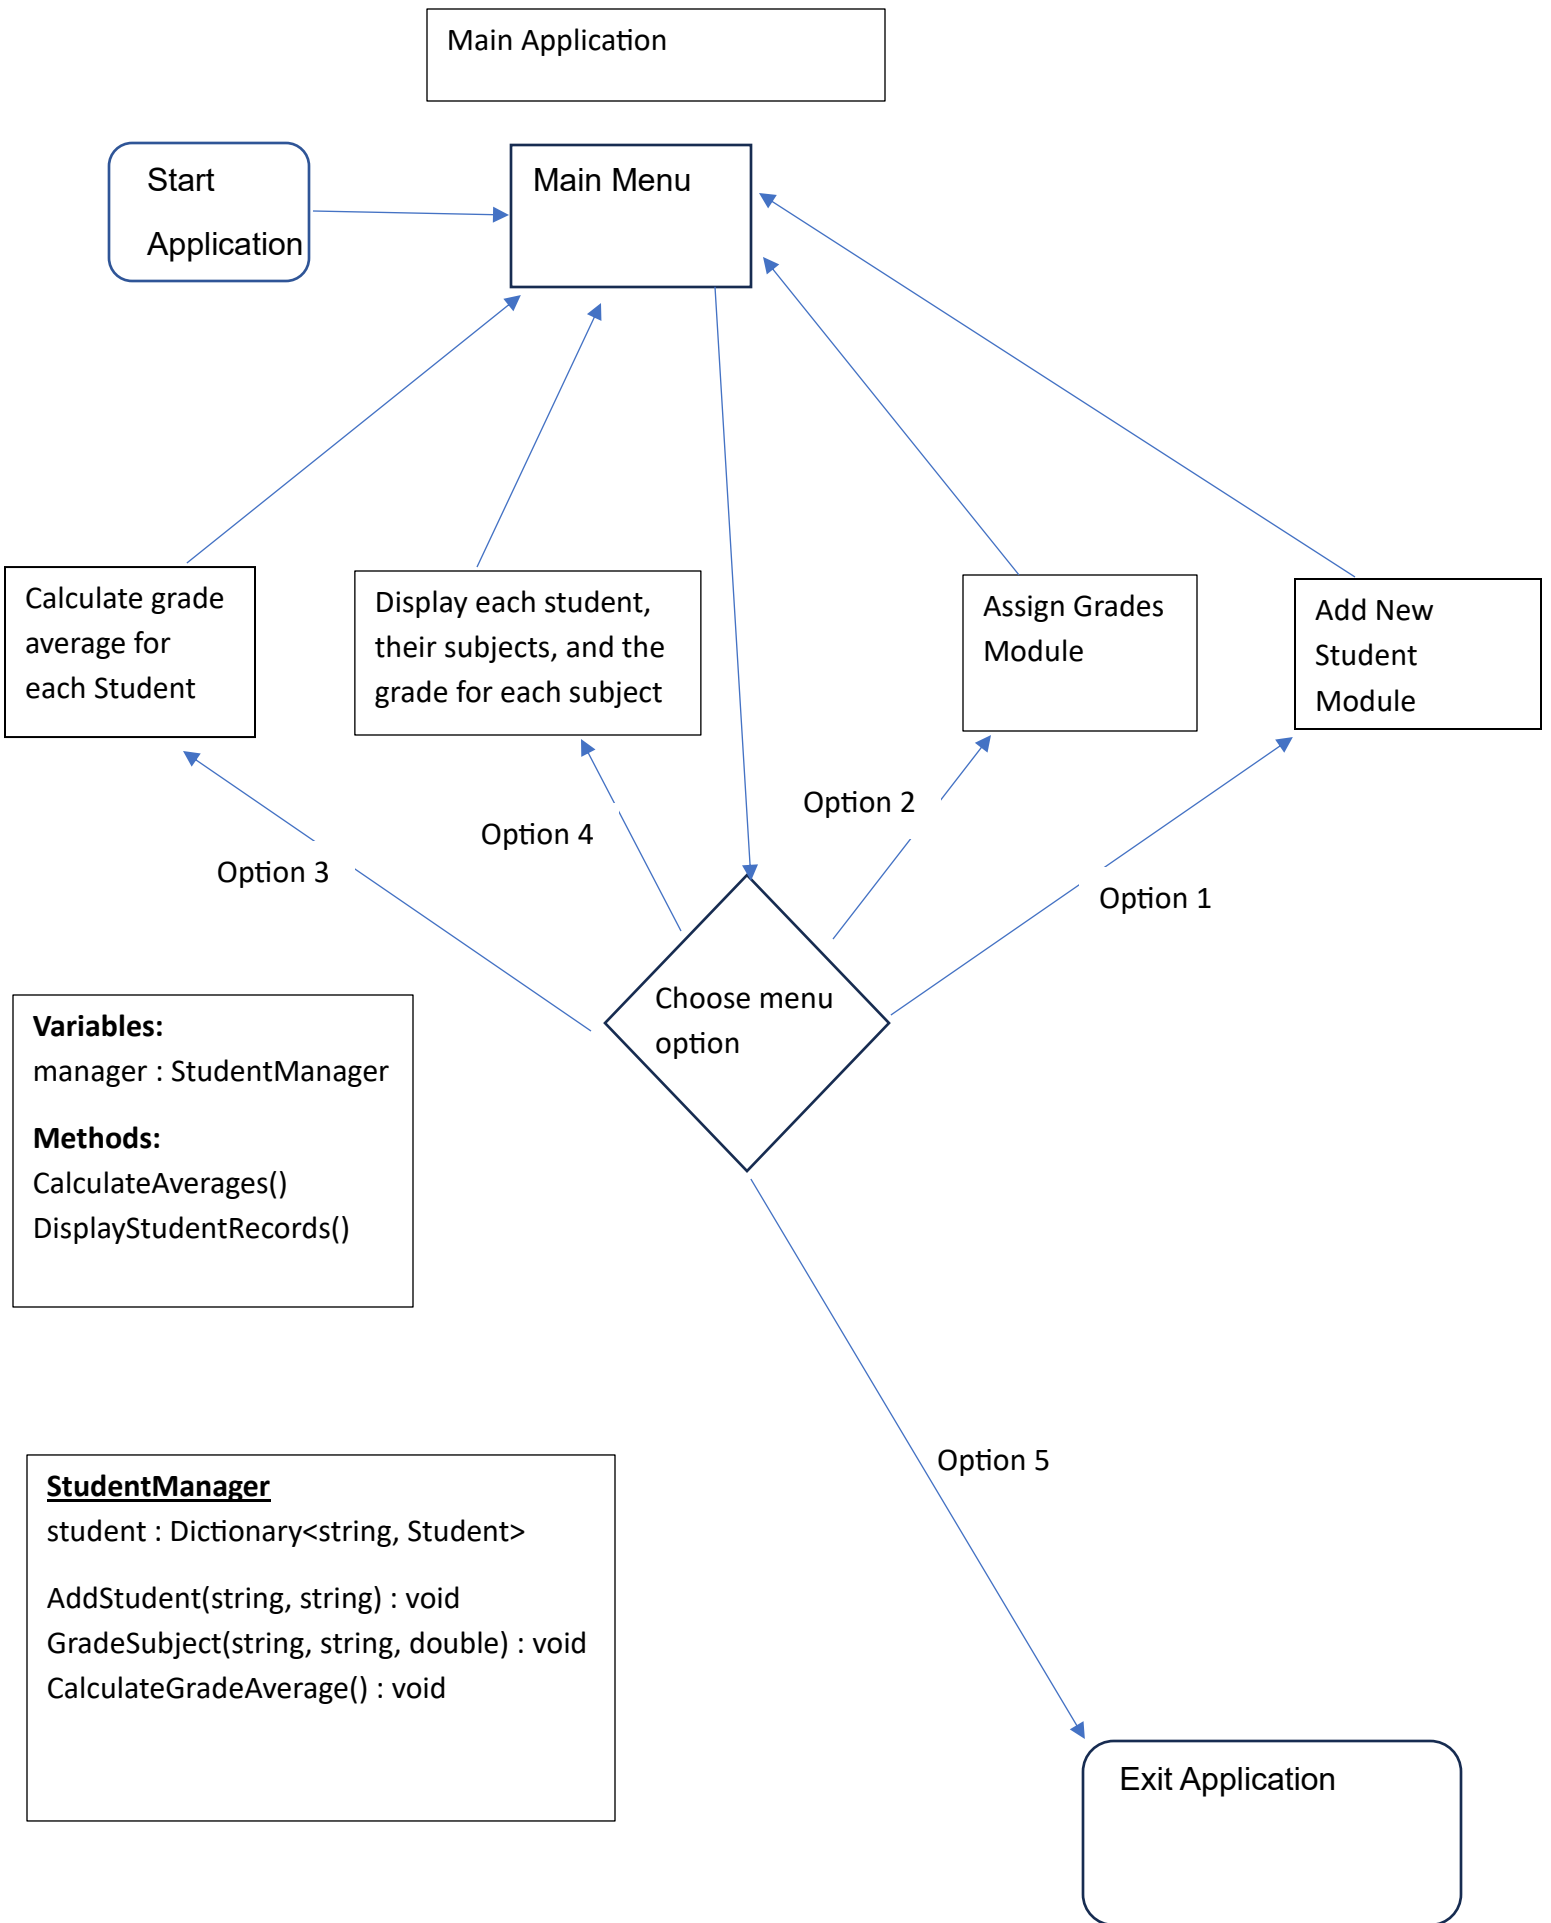 Main Application
Start
Application
Main Menu
Calculate grade
average for
each Student
Display each student,
their subjects, and the
grade for each subject
Assign Grades
Module
Add New
Student
Module
Option 3
Option 4
Option 2
Option 1
Choose menu
option
Variables:
manager : StudentManager
Methods:
CalculateAverages()
DisplayStudentRecords()
Option 5
StudentManager
student : Dictionary<string, Student>
AddStudent(string, string) : void
GradeSubject(string, string, double) : void
CalculateGradeAverage() : void
Exit Application